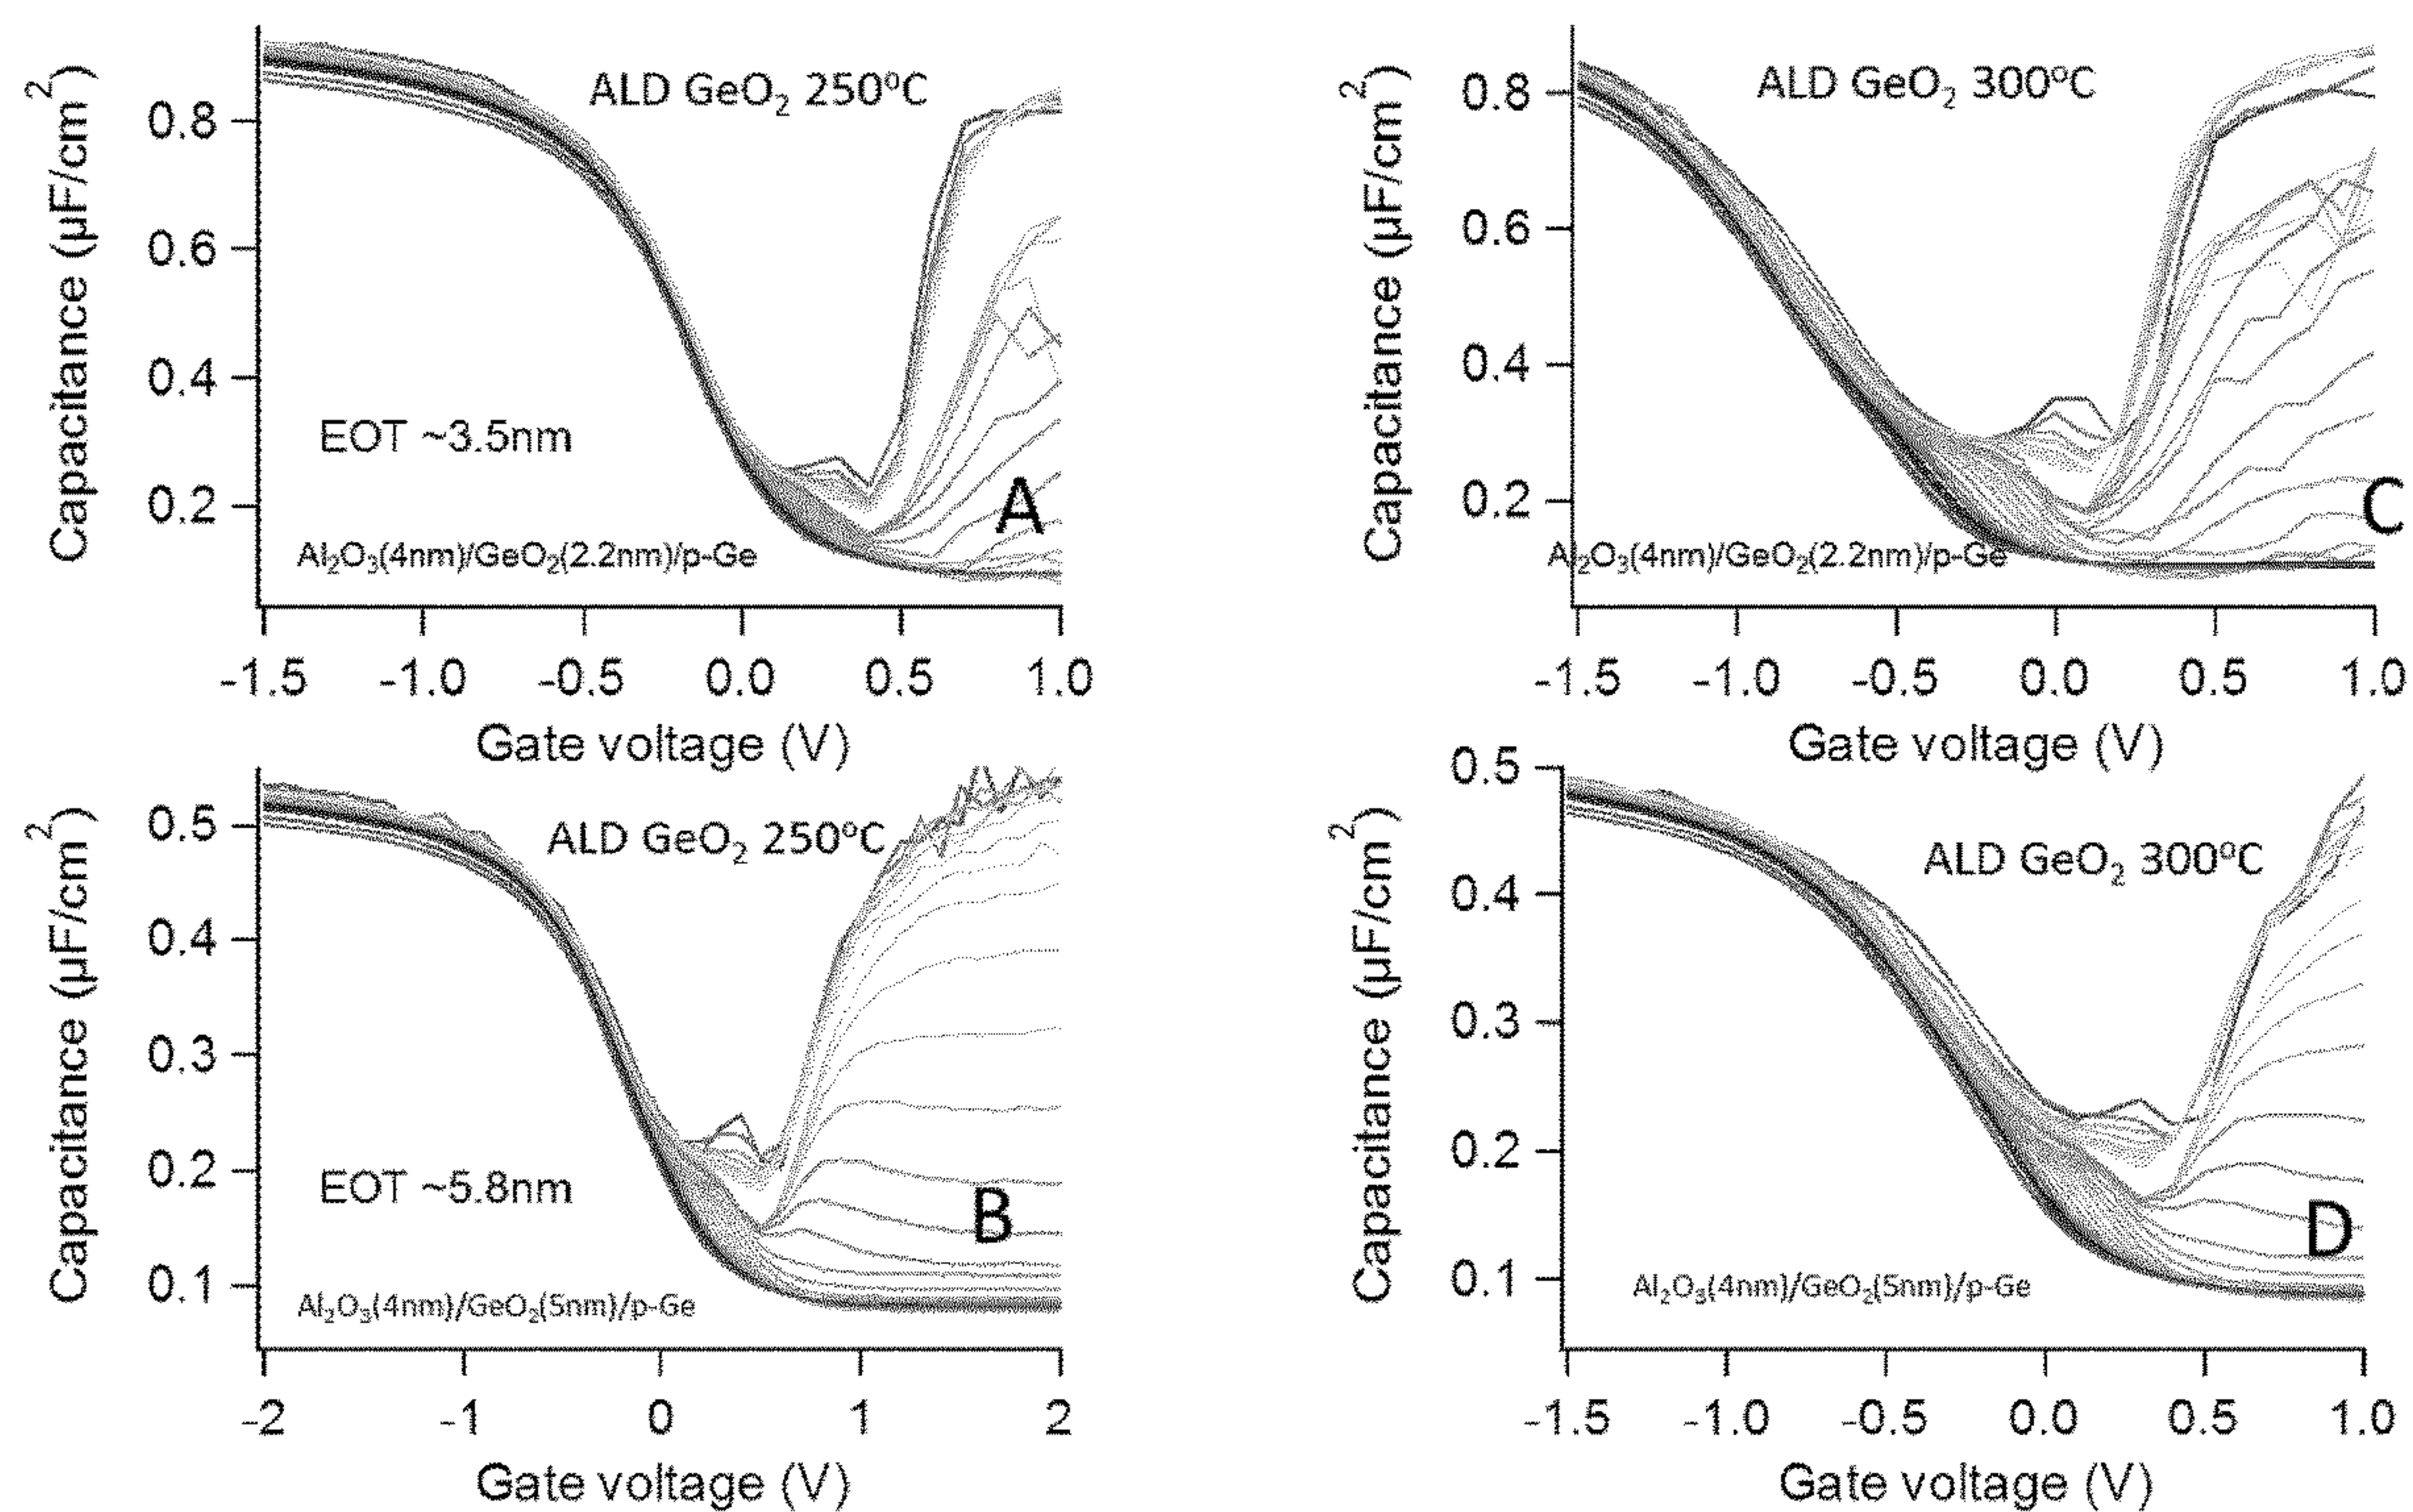 Capacitance (µF/cm²)
0.8
0.6
0.4
0.2
ALD GeO₂ 250ºC
EOT ~3.5nm
A
Al₂O₃(4nm)/GeO₂(2.2nm)/p-Ge
-1.5 -1.0 -0.5 0.0 0.5 1.0
Gate voltage (V)
Capacitance (µF/cm²)
0.8
0.6
0.4
0.2
ALD GeO₂ 300ºC
C
Al₂O₃(4nm)/GeO₂(2.2nm)/p-Ge
-1.5 -1.0 -0.5 0.0 0.5 1.0
Gate voltage (V)
Capacitance (µF/cm²)
0.5
0.4
0.3
0.2
0.1
ALD GeO₂ 250ºC
EOT ~5.8nm
B
Al₂O₃(4nm)/GeO₂(5nm)/p-Ge
-2 -1 0 1 2
Gate voltage (V)
Capacitance (µF/cm²)
0.5
0.4
0.3
0.2
0.1
ALD GeO₂ 300ºC
D
Al₂O₃(4nm)/GeO₂(5nm)/p-Ge
-1.5 -1.0 -0.5 0.0 0.5 1.0
Gate voltage (V)